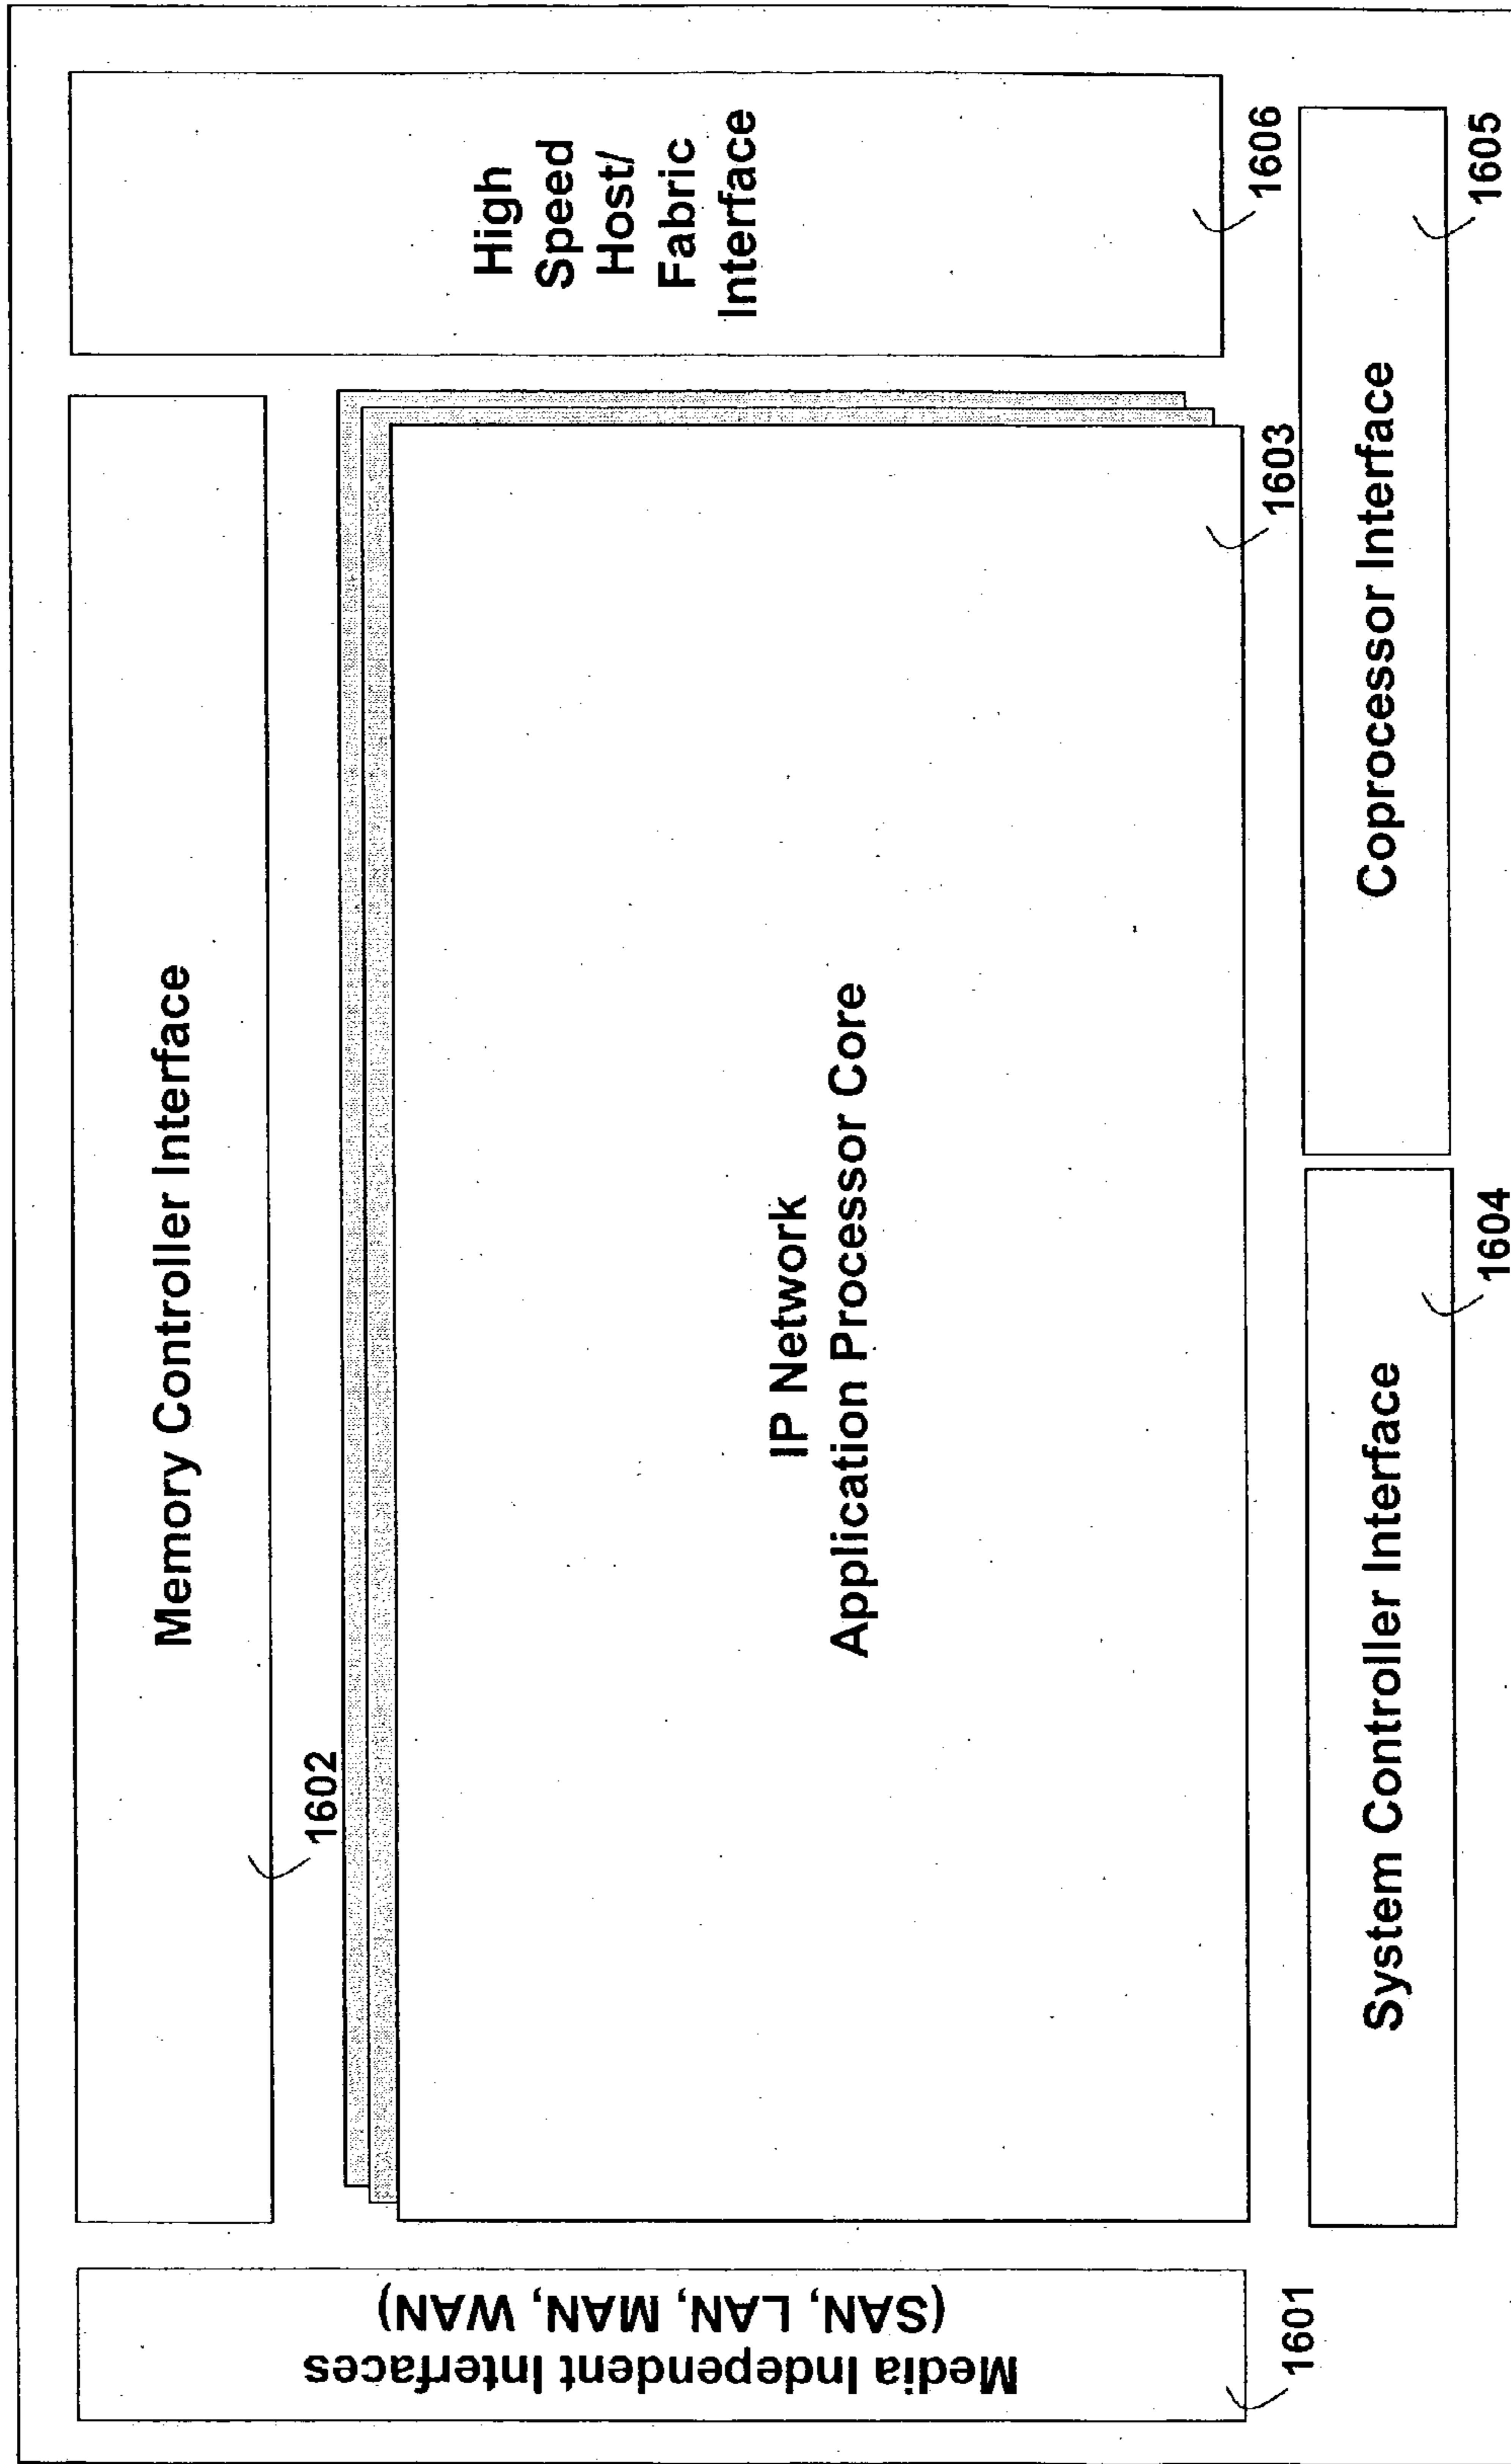 Memory Controller Interface
1602
Media Independent Interfaces
(SAN, LAN, MAN, WAN)
1601
IP Network
Application Processor Core
1603
High
Speed
Host/
Fabric
Interface
1606
System Controller Interface
1604
Coprocessor Interface
1605